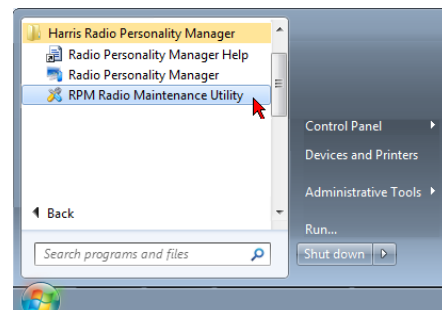 Harris Radio Personality Manager
Radio Personality Manager Help
Radio Personality Manager
RPM Radio Maintenance Utility
Back
Search programs and files
Control Panel
Devices and Printers
Administrative Tools
Run...
Shut down